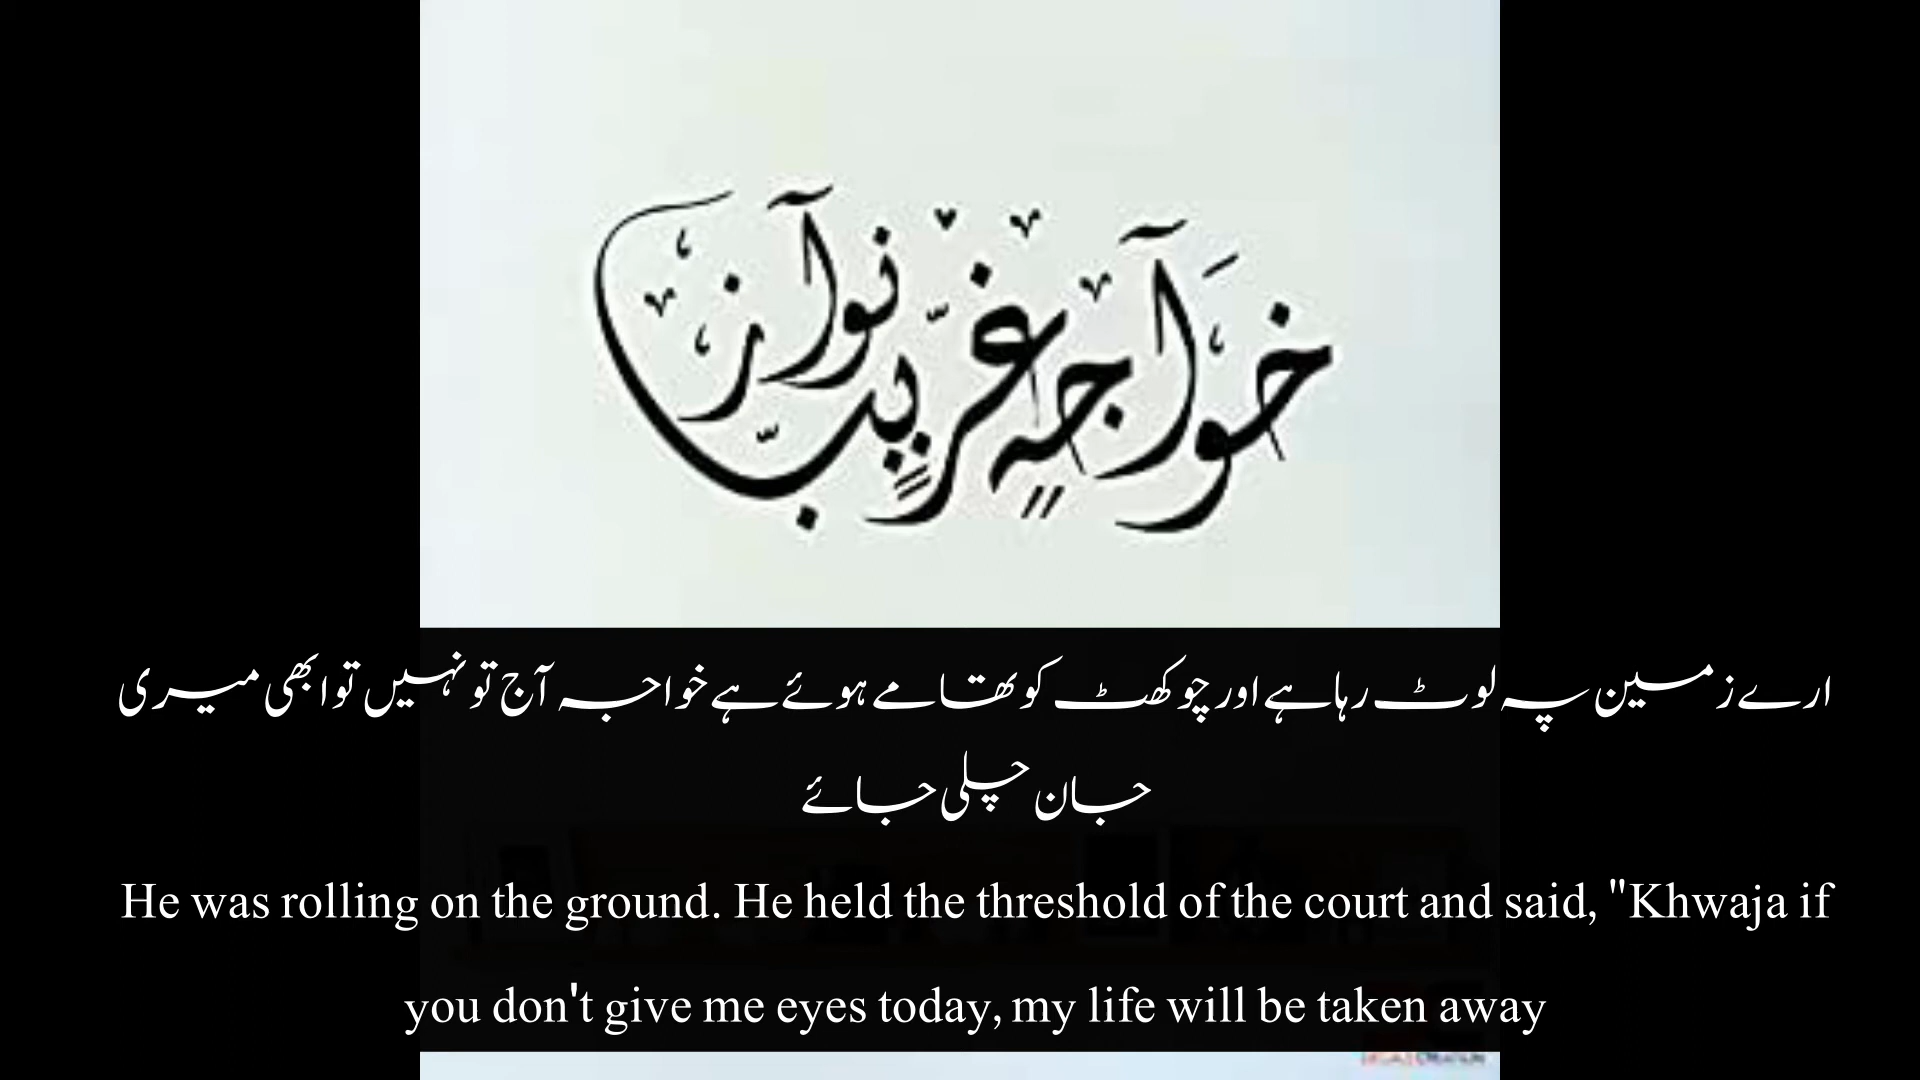 خواجہ غریب نواز
ارے زمین پہ لوٹ رہا ہے اور چوکھٹ کو تھامے ہوئے ہے خواجہ آج تو نہیں تو ابھی میری
جان چلی جائے
He was rolling on the ground. He held the threshold of the court and said, "Khwaja if
you don't give me eyes today, my life will be taken away